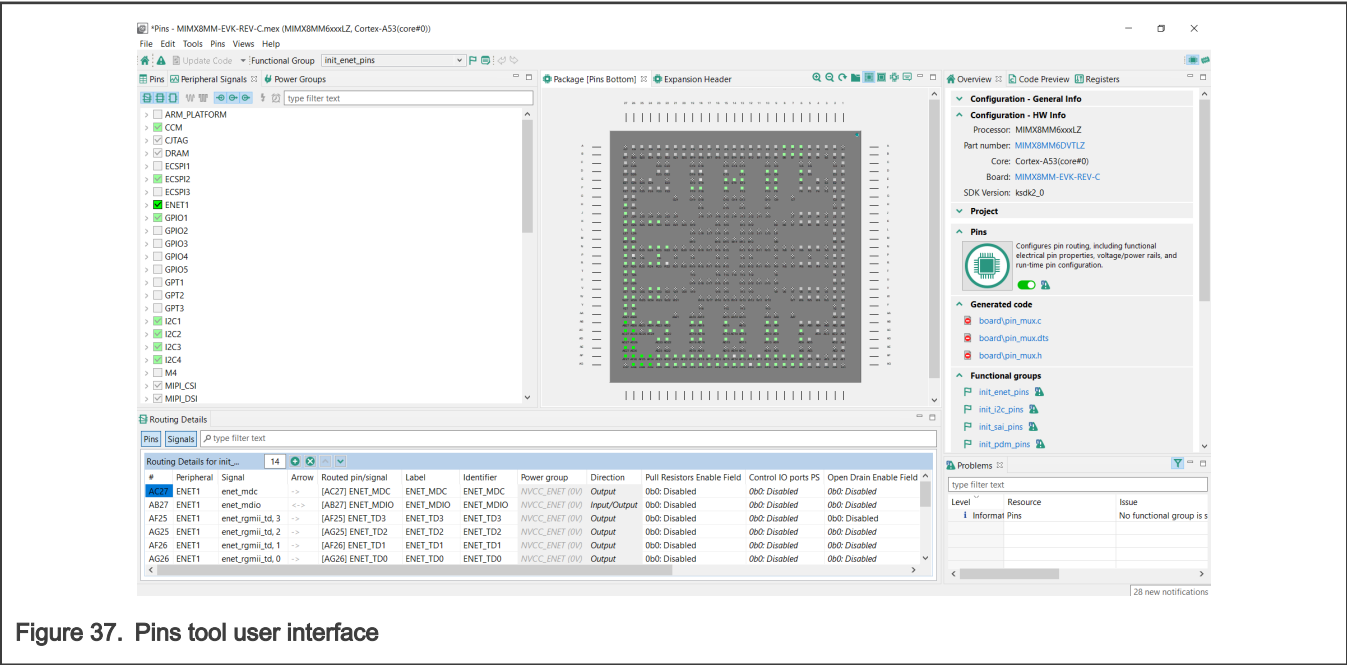 *Pins - MIMX8MM-EVK-REV-C.mex (MIMX8MM6xxxLZ, Cortex-A53(core#0))
File Edit Tools Pins Views Help
Update Code Functional Group init_enet_pins
Pins Peripheral Signals Power Groups
type filter text
ARM_PLATFORM
CCM
CJTAG
DRAM
ECSPI1
ECSPI2
ECSPI3
ENET1
GPIO1
GPIO2
GPIO3
GPIO4
GPIO5
GPT1
GPT2
GPT3
I2C1
I2C2
I2C3
I2C4
M4
MIPI_CSI
MIPI_DSI
Package [Pins Bottom] Expansion Header
Overview Code Preview Registers
Configuration - General Info
Configuration - HW Info
Processor: MIMX8MM6xxxLZ
Part number: MIMX8MM6DVTLZ
Core: Cortex-A53(core#0)
Board: MIMX8MM-EVK-REV-C
SDK Version: ksdk2_0
Project
Pins
Configures pin routing, including functional
electrical pin properties, voltage/power rails, and
run-time pin configuration.
Generated code
board\pin_mux.c
board\pin_mux.dts
board\pin_mux.h
Functional groups
init_enet_pins
init_i2c_pins
init_sai_pins
init_pdm_pins
Routing Details
Pins Signals type filter text
Routing Details for init_... 14
# Peripheral Signal Arrow Routed pin/signal Label Identifier Power group Direction Pull Resistors Enable Field Control IO ports PS Open Drain Enable Field
AC27 ENET1 enet_mdc -> [AC27] ENET_MDC ENET_MDC ENET_MDC NVCC_ENET (0V) Output 0b0: Disabled 0b0: Disabled 0b0: Disabled
AB27 ENET1 enet_mdio <-> [AB27] ENET_MDIO ENET_MDIO ENET_MDIO NVCC_ENET (0V) Input/Output 0b0: Disabled 0b0: Disabled 0b0: Disabled
AF25 ENET1 enet_rgmii_td, 3 -> [AF25] ENET_TD3 ENET_TD3 ENET_TD3 NVCC_ENET (0V) Output 0b0: Disabled 0b0: Disabled 0b0: Disabled
AG25 ENET1 enet_rgmii_td, 2 -> [AG25] ENET_TD2 ENET_TD2 ENET_TD2 NVCC_ENET (0V) Output 0b0: Disabled 0b0: Disabled 0b0: Disabled
AF26 ENET1 enet_rgmii_td, 1 -> [AF26] ENET_TD1 ENET_TD1 ENET_TD1 NVCC_ENET (0V) Output 0b0: Disabled 0b0: Disabled 0b0: Disabled
AG26 ENET1 enet_rgmii_td, 0 -> [AG26] ENET_TD0 ENET_TD0 ENET_TD0 NVCC_ENET (0V) Output 0b0: Disabled 0b0: Disabled 0b0: Disabled
Problems
type filter text
Level Resource Issue
Informat Pins No functional group is s
28 new notifications
Figure 37. Pins tool user interface